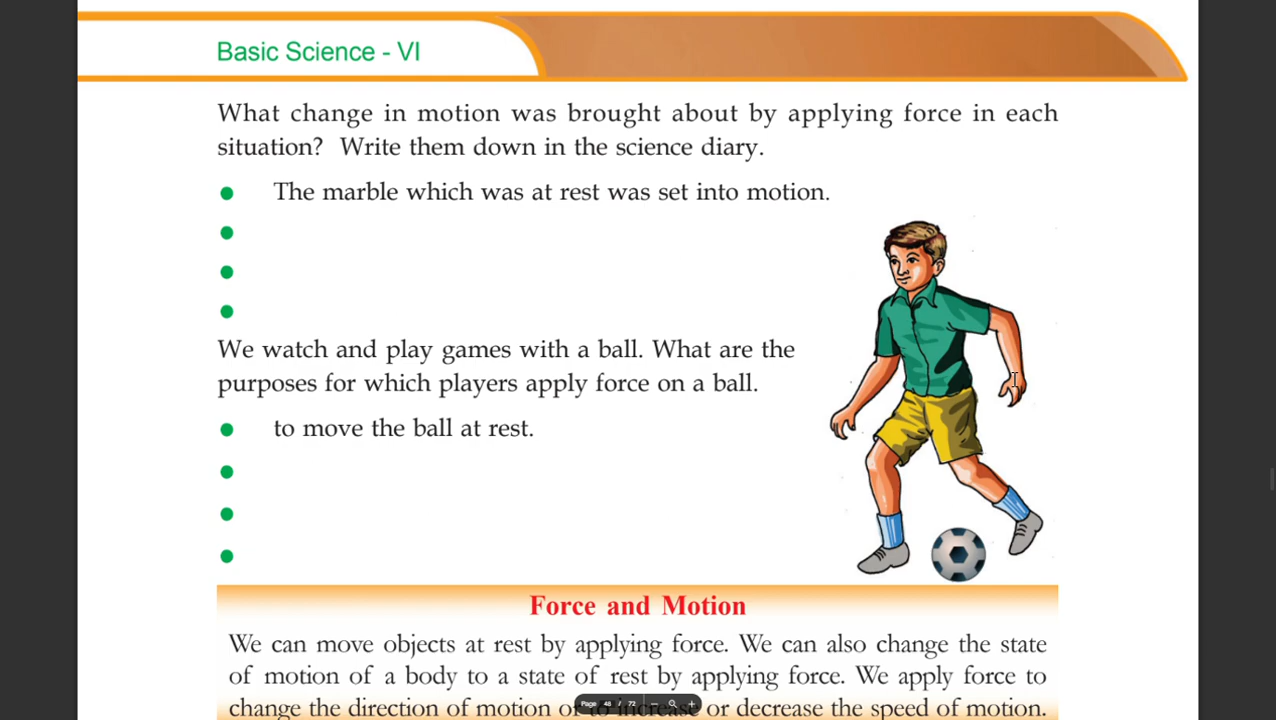 Basic Science - VI
What change in motion was brought about by applying force in each
situation? Write them down in the science diary.
The marble which was at rest was set into motion.
We watch and play games with a ball. What are the
purposes for which players apply force on a ball.
to move the ball at rest.
Force and Motion
We can move objects at rest by applying force. We can also change the state
of motion of a body to a state of rest by applying force. We apply force to
change the direction of motion or to increase or decrease the speed of motion.
Page 48 / 72